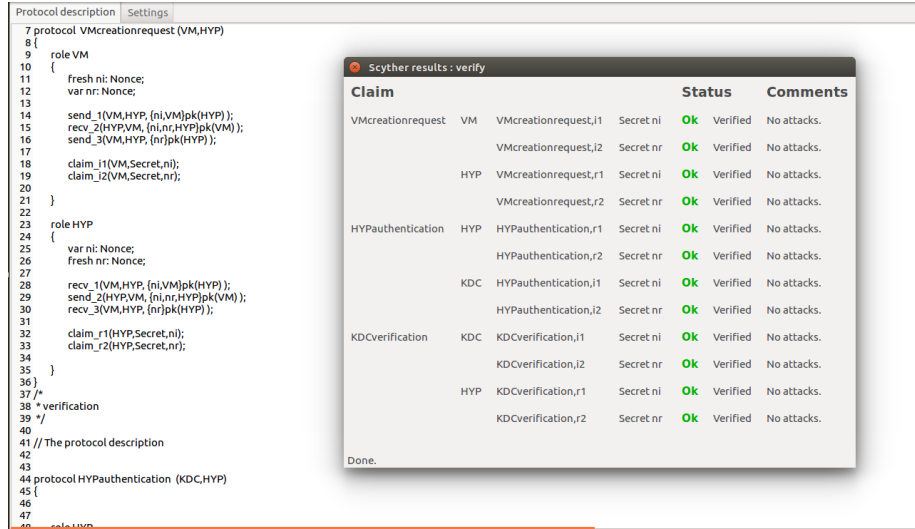 Protocol description Settings
7 protocol VMcreationrequest (VM,HYP)
8 {
9 role VM
10 {
11 fresh ni: Nonce;
12 var nr: Nonce;
13
14 send_1(VM,HYP, {ni,VM}pk(HYP) );
15 recv_2(HYP,VM, {ni,nr,HYP}pk(VM) );
16 send_3(VM,HYP, {nr}pk(HYP) );
17
18 claim_i1(VM,Secret,ni);
19 claim_i2(VM,Secret,nr);
20
21 }
22
23 role HYP
24 {
25 var ni: Nonce;
26 fresh nr: Nonce;
27
28 recv_1(VM,HYP, {ni,VM}pk(HYP) );
29 send_2(HYP,VM, {ni,nr,HYP}pk(VM) );
30 recv_3(VM,HYP, {nr}pk(HYP) );
31
32 claim_r1(HYP,Secret,ni);
33 claim_r2(HYP,Secret,nr);
34
35 }
36 }
37 /*
38 * verification
39 */
40
41 // The protocol description
42
43
44 protocol HYPauthentication (KDC,HYP)
45 {
46
47
48 role HYP
Scyther results : verify
Claim Status Comments
VMcreationrequest VM VMcreationrequest,i1 Secret ni Ok Verified No attacks.
VMcreationrequest,i2 Secret nr Ok Verified No attacks.
HYP VMcreationrequest,r1 Secret ni Ok Verified No attacks.
VMcreationrequest,r2 Secret nr Ok Verified No attacks.
HYPauthentication HYP HYPauthentication,r1 Secret ni Ok Verified No attacks.
HYPauthentication,r2 Secret nr Ok Verified No attacks.
KDC HYPauthentication,i1 Secret ni Ok Verified No attacks.
HYPauthentication,i2 Secret nr Ok Verified No attacks.
KDCverification KDC KDCverification,i1 Secret ni Ok Verified No attacks.
KDCverification,i2 Secret nr Ok Verified No attacks.
HYP KDCverification,r1 Secret ni Ok Verified No attacks.
KDCverification,r2 Secret nr Ok Verified No attacks.
Done.